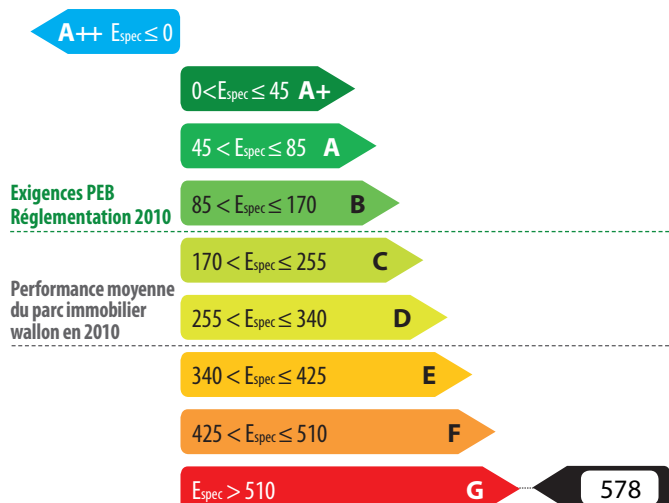 A++ Espec ≤ 0
0<Espec ≤ 45 A+
45 < Espec ≤ 85 A
Exigences PEB
Réglementation 2010
85 < Espec ≤ 170 B
170 < Espec ≤ 255 C
Performance moyenne
du parc immobilier
wallon en 2010
255 < Espec ≤ 340 D
340 < Espec ≤ 425 E
425 < Espec ≤ 510 F
Espec > 510 G 578